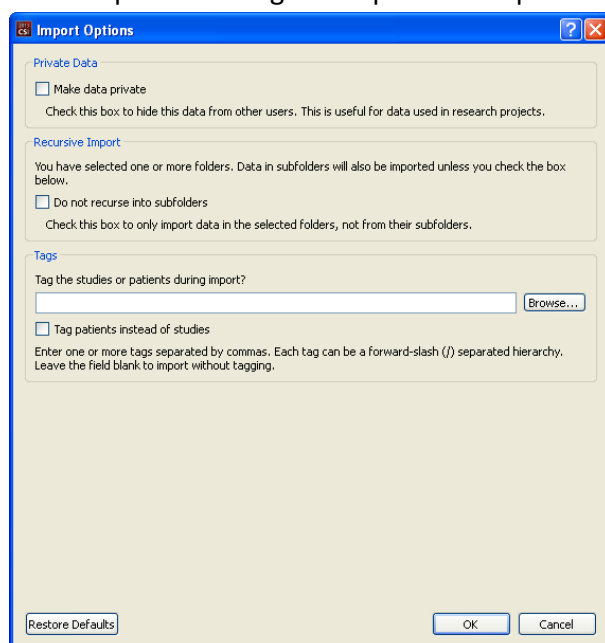 2013
CSI Import Options
Private Data
Make data private
Check this box to hide this data from other users. This is useful for data used in research projects.
Recursive Import
You have selected one or more folders. Data in subfolders will also be imported unless you check the box
below.
Do not recurse into subfolders
Check this box to only import data in the selected folders, not from their subfolders.
Tags
Tag the studies or patients during import?
Browse...
Tag patients instead of studies
Enter one or more tags separated by commas. Each tag can be a forward-slash (/) separated hierarchy.
Leave the field blank to import without tagging.
Restore Defaults OK Cancel